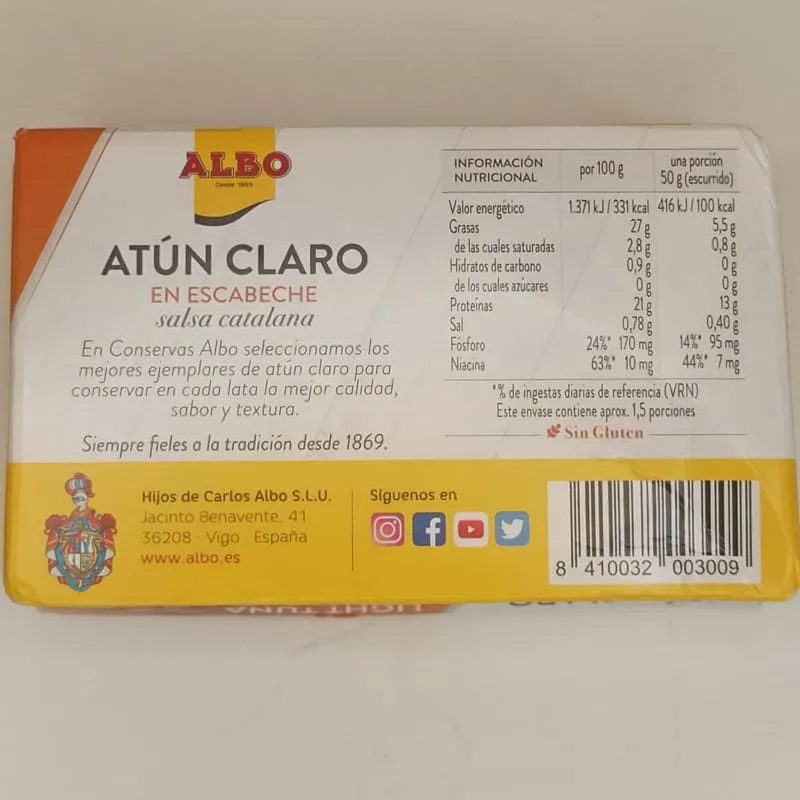 ALBO
Desde 1869
ATÚN CLARO
EN ESCABECHE
salsa catalana
En Conservas Albo seleccionamos los
mejores ejemplares de atún claro para
conservar en cada lata la mejor calidad,
sabor y textura.
Siempre fieles a la tradición desde 1869.
INFORMACIÓN NUTRICIONAL por 100 g una porción 50 g (escurrido)
Valor energético 1.371 kJ / 331 kcal 416 kJ / 100 kcal
Grasas 27 g 5,5 g
de las cuales saturadas 2,8 g 0,8 g
Hidratos de carbono 0,9 g 0 g
de los cuales azúcares 0 g 0 g
Proteínas 21 g 13 g
Sal 0,78 g 0,40 g
Fósforo 24%* 170 mg 14%* 95 mg
Niacina 63%* 10 mg 44%* 7 mg
*% de ingestas diarias de referencia (VRN)
Este envase contiene aprox. 1,5 porciones
Sin Gluten
Hijos de Carlos Albo S.L.U.
Jacinto Benavente, 41
36208 · Vigo · España
www.albo.es
Síguenos en
8 410032 003009
LIGHT TUNA